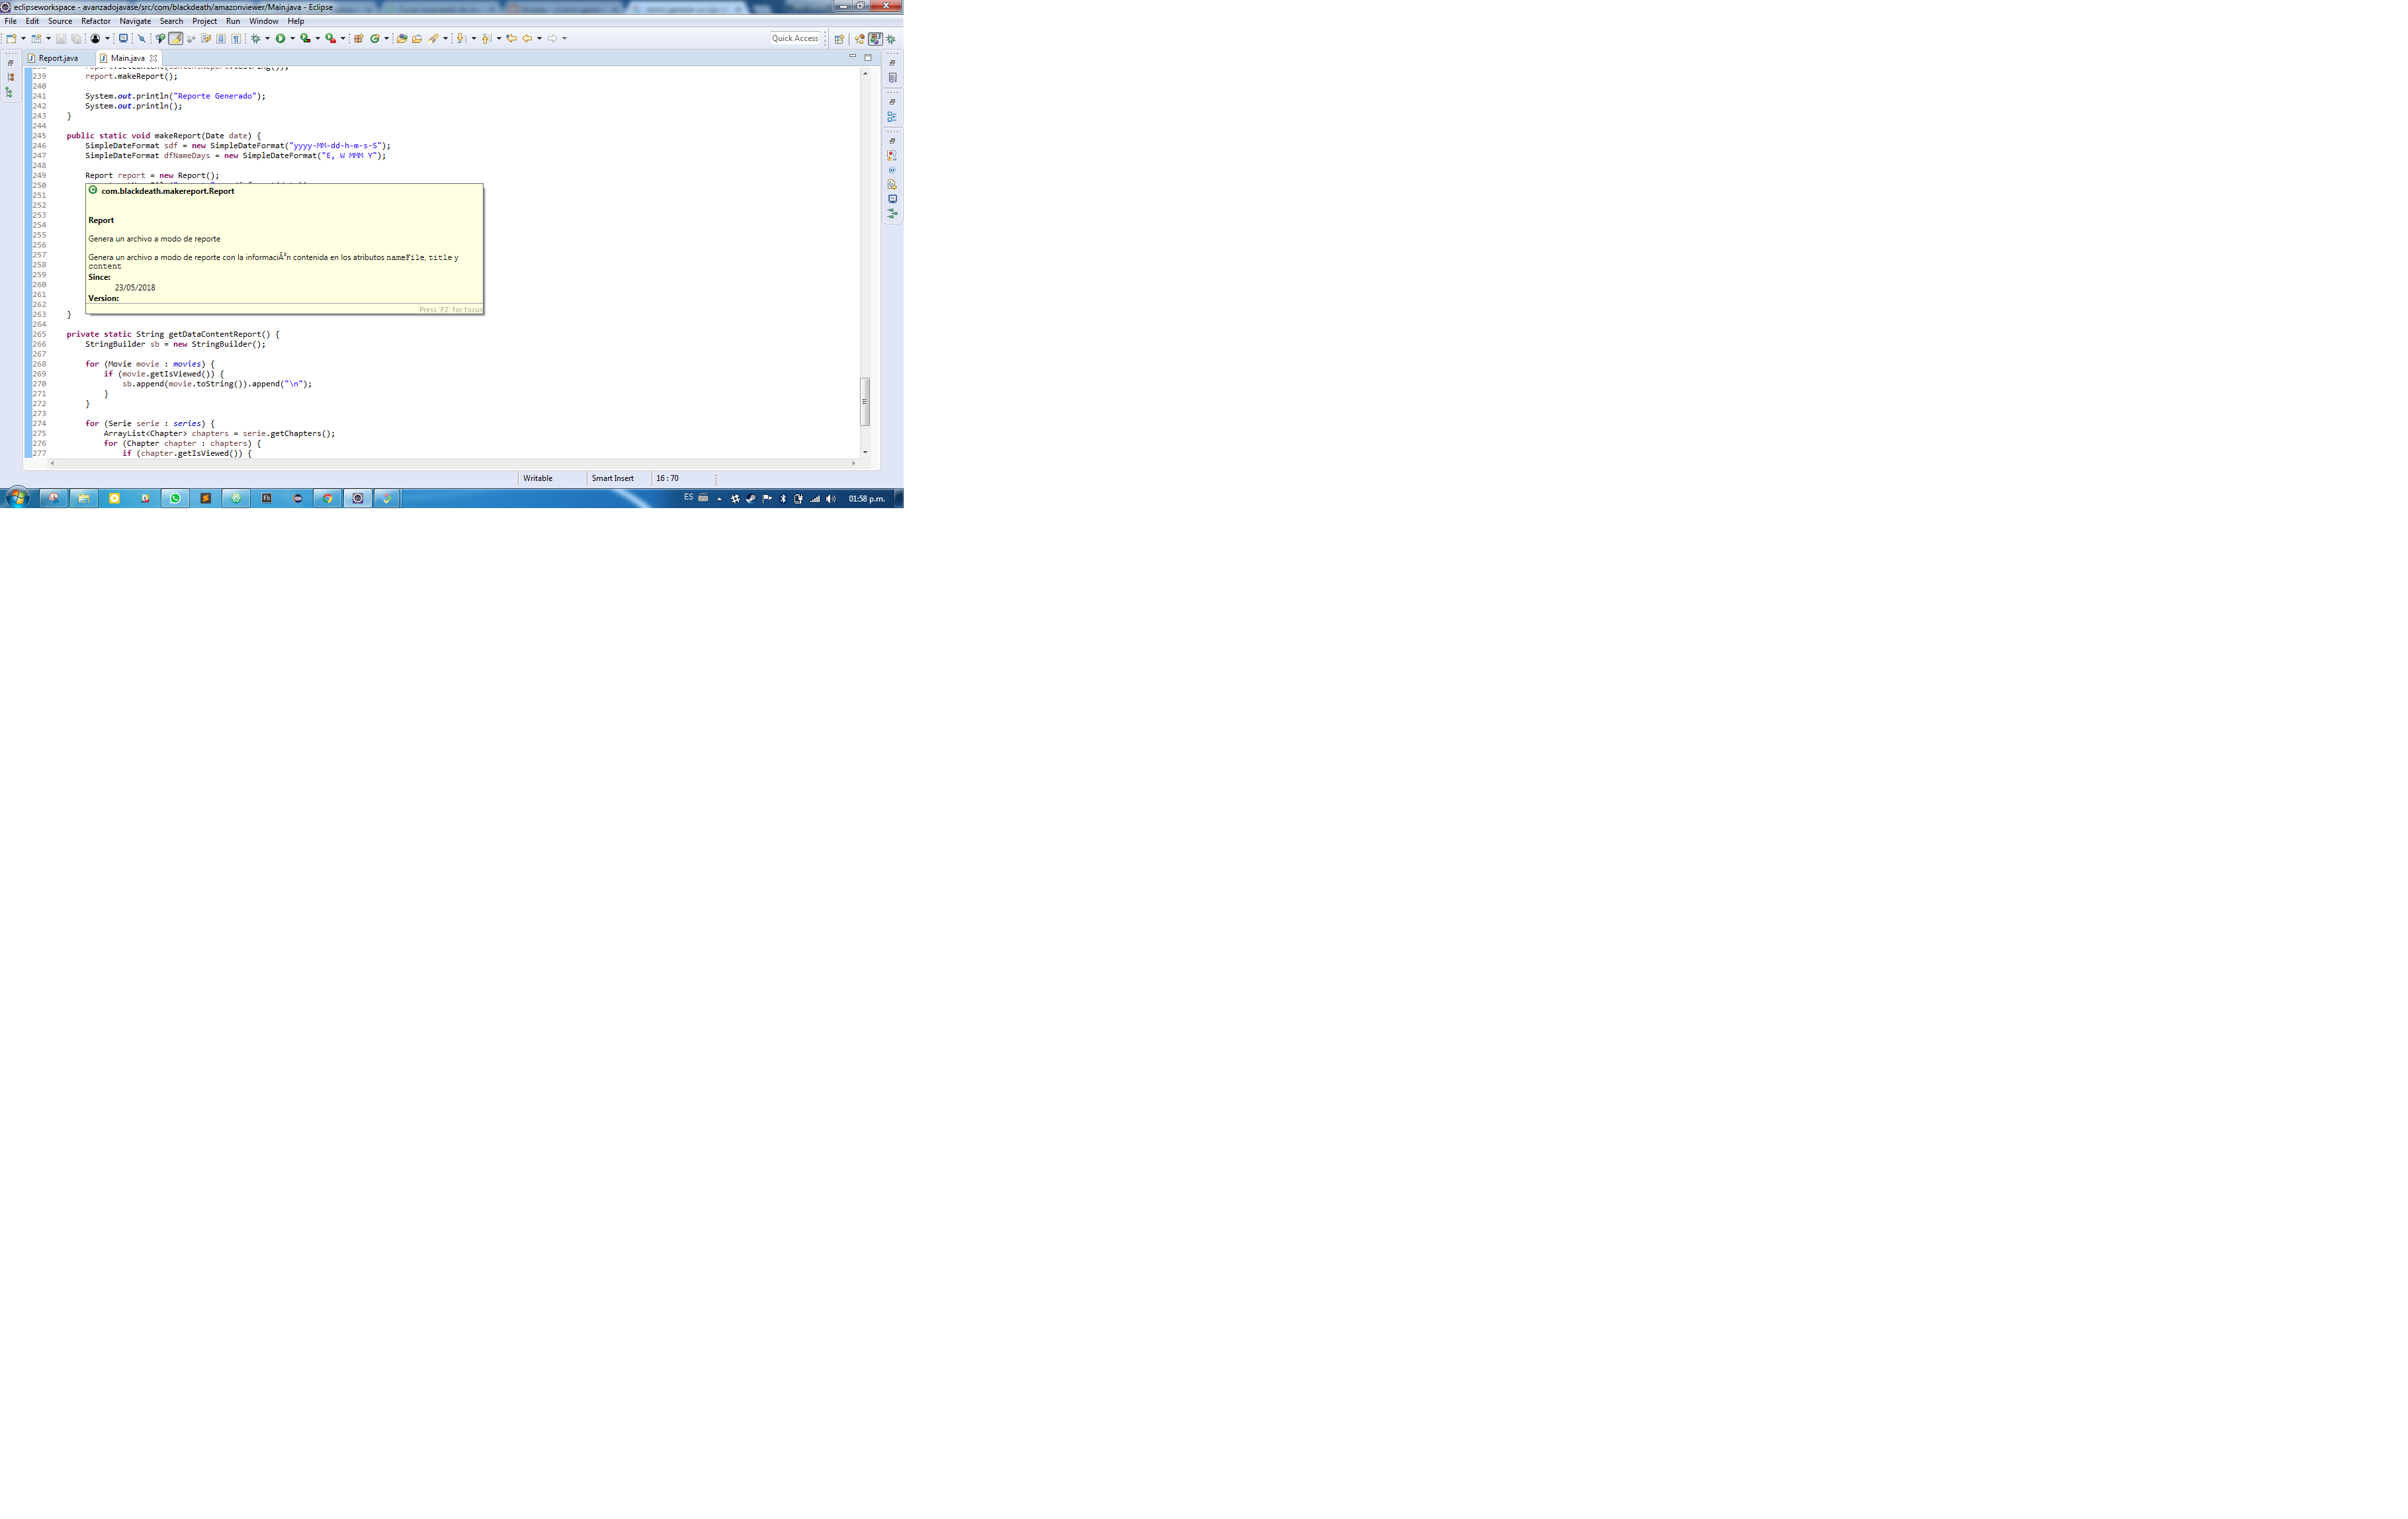 eclipseworkspace - avanzadojavase/src/com/blackdeath/amazonviewer/Main.java - Eclipse
File Edit Source Refactor Navigate Search Project Run Window Help
Quick Access
Report.java Main.java
239 report.makeReport();
240
241 System.out.println("Reporte Generado");
242 System.out.println();
243 }
244
245 public static void makeReport(Date date) {
246 SimpleDateFormat sdf = new SimpleDateFormat("yyyy-MM-dd-h-m-s-S");
247 SimpleDateFormat dfNameDays = new SimpleDateFormat("E, W MMM Y");
248
249 Report report = new Report();
250
251
252
253
254
255
256
257
258
259
260
261
262
com.blackdeath.makereport.Report
Report
Genera un archivo a modo de reporte
Genera un archivo a modo de reporte con la informaciÃ³n contenida en los atributos nameFile, title y
content
Since:
23/05/2018
Version:
Press 'F2' for focus
263 }
264
265 private static String getDataContentReport() {
266 StringBuilder sb = new StringBuilder();
267
268 for (Movie movie : movies) {
269 if (movie.getIsViewed()) {
270 sb.append(movie.toString()).append("\n");
271 }
272 }
273
274 for (Serie serie : series) {
275 ArrayList<Chapter> chapters = serie.getChapters();
276 for (Chapter chapter : chapters) {
277 if (chapter.getIsViewed()) {
Writable Smart Insert 16 : 70
ES 01:58 p.m.